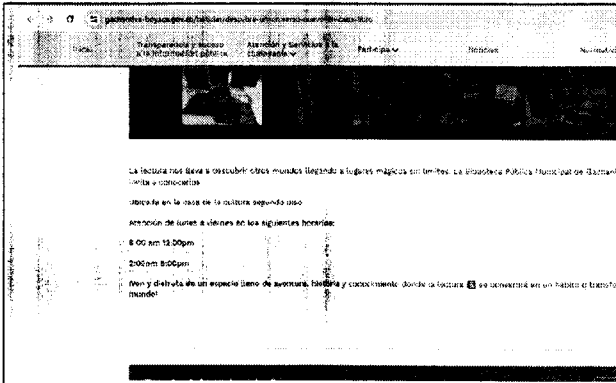 Inicio
Transparencia y acceso
a la información pública
Atención y Servicios a la
ciudadanía
Participa
Noticias
La lectura nos lleva a descubrir otros mundos llegando a lugares mágicos sin límites. La Biblioteca Pública Municipal de
invita a conocerlos
Ubicada en la casa de la cultura segundo piso
Atención de lunes a viernes en los siguientes horarios:
8:00 am 12:00pm
2:00pm 6:00pm
¡Ven y disfruta de un espacio lleno de aventura, historia y conocimiento donde la lectura se convertirá en un hábito q transfo
mundo!